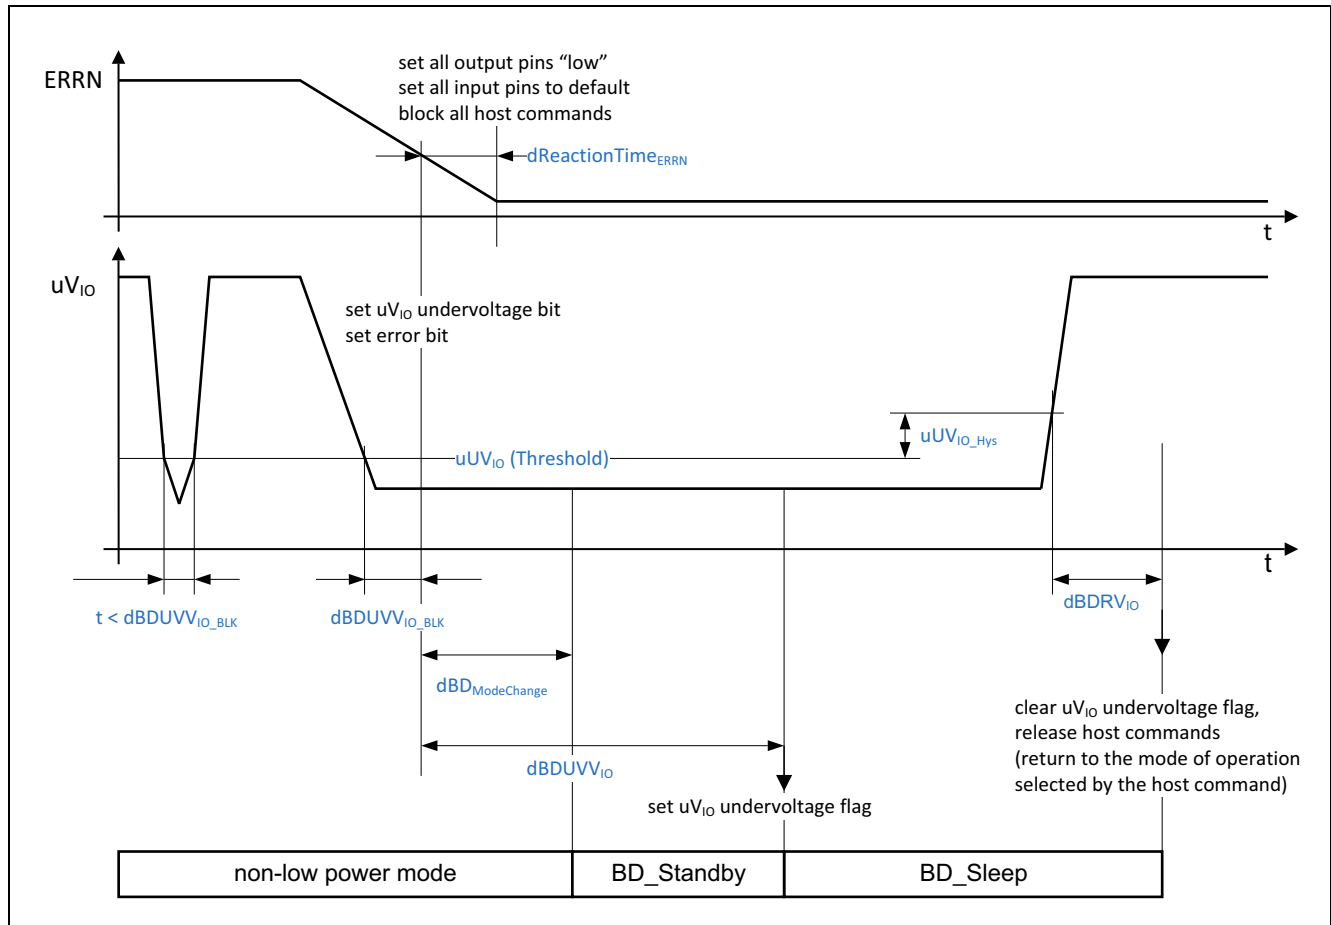 set all output pins “low”
ERRN
set all input pins to default
block all host commands
dReactionTimeERRN
t
uVIO
set uVIO undervoltage bit
set error bit
uUVIO_Hys
uUVIO (Threshold)
t
t < dBDUVVIO_BLK
dBDUVVIO_BLK
dBDRVIO
dBDModeChange
clear uVIO undervoltage flag,
release host commands
(return to the mode of operation
selected by the host command)
dBDUVVIO
set uVIO undervoltage flag
non-low power mode
BD_Standby
BD_Sleep